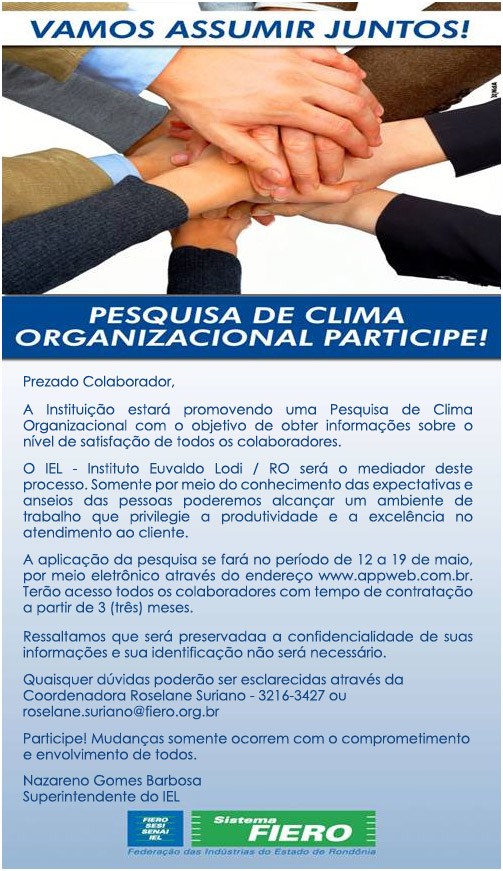 VAMOS ASSUMIR JUNTOS!
PESQUISA DE CLIMA
ORGANIZACIONAL PARTICIPE!
Prezado Colaborador,
A Instituição estará promovendo uma Pesquisa de Clima
Organizacional com o objetivo de obter informações sobre o
nível de satisfação de todos os colaboradores.
O IEL - Instituto Euvaldo Lodi / RO será o mediador deste
processo. Somente por meio do conhecimento das expectativas e
anseios das pessoas poderemos alcançar um ambiente de
trabalho que privilegie a produtividade e a excelência no
atendimento ao cliente.
A aplicação da pesquisa se fará no período de 12 a 19 de maio,
por meio eletrônico através do endereço www.appweb.com.br.
Terão acesso todos os colaboradores com tempo de contratação
a partir de 3 (três) meses.
Ressaltamos que será preservadaa a confidencialidade de suas
informações e sua identificação não será necessário.
Quaisquer dúvidas poderão ser esclarecidas através da
Coordenadora Roselane Suriano - 3216-3427 ou
roselane.suriano@fiero.org.br
Participe! Mudanças somente ocorrem com o comprometimento
e envolvimento de todos.
Nazareno Gomes Barbosa
Superintendente do IEL
FIERO
SESI
SENAI
IEL
Sistema
FIERO
Federação das Indústrias do Estado de Rondônia